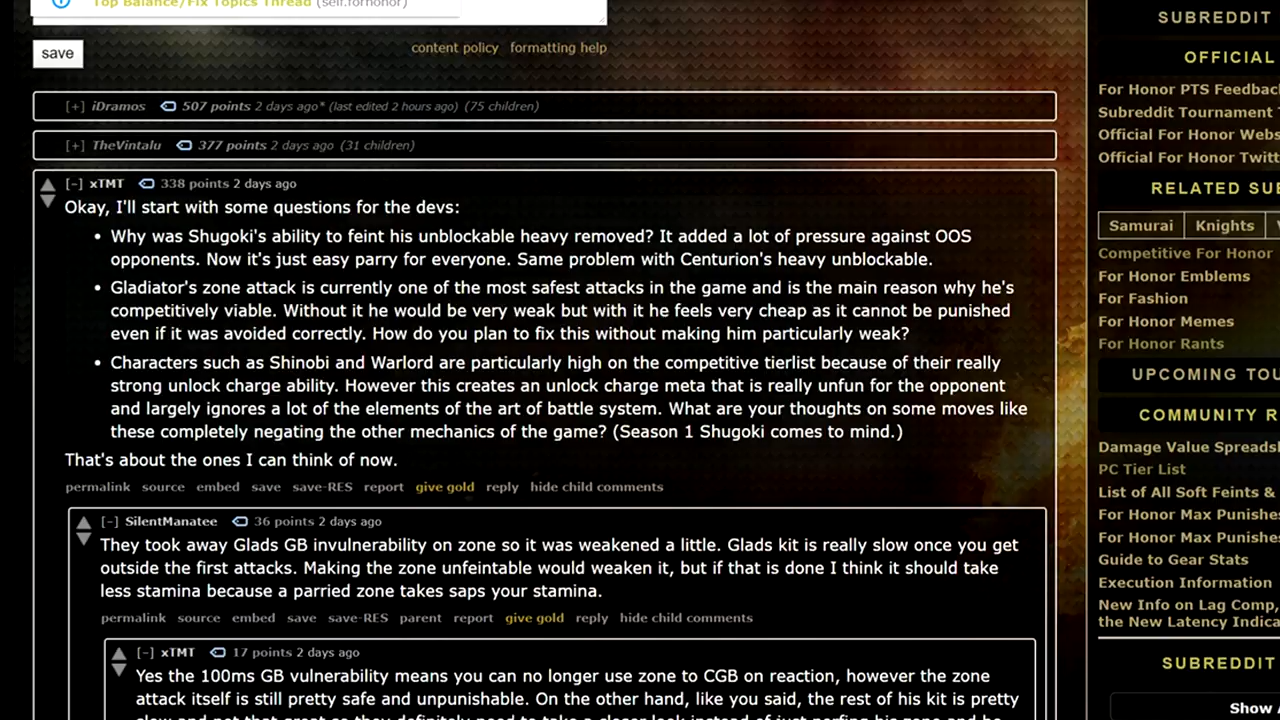 Top Balance/Fix Topics Thread (self.forhonor)
save
content policy formatting help
[+] iDramos 507 points 2 days ago* (last edited 2 hours ago) (75 children)
[+] TheVintalu 377 points 2 days ago (31 children)
[-] xTMT 338 points 2 days ago
Okay, I'll start with some questions for the devs:
• Why was Shugoki's ability to feint his unblockable heavy removed? It added a lot of pressure against OOS
opponents. Now it's just easy parry for everyone. Same problem with Centurion's heavy unblockable.
• Gladiator's zone attack is currently one of the most safest attacks in the game and is the main reason why he's
competitively viable. Without it he would be very weak but with it he feels very cheap as it cannot be punished
even if it was avoided correctly. How do you plan to fix this without making him particularly weak?
• Characters such as Shinobi and Warlord are particularly high on the competitive tierlist because of their really
strong unlock charge ability. However this creates an unlock charge meta that is really unfun for the opponent
and largely ignores a lot of the elements of the art of battle system. What are your thoughts on some moves like
these completely negating the other mechanics of the game? (Season 1 Shugoki comes to mind.)
That's about the ones I can think of now.
permalink source embed save save-RES report give gold reply hide child comments
[-] SilentManatee 36 points 2 days ago
They took away Glads GB invulnerability on zone so it was weakened a little. Glads kit is really slow once you get
outside the first attacks. Making the zone unfeintable would weaken it, but if that is done I think it should take
less stamina because a parried zone takes saps your stamina.
permalink source embed save save-RES parent report give gold reply hide child comments
[-] xTMT 17 points 2 days ago
Yes the 100ms GB vulnerability means you can no longer use zone to CGB on reaction, however the zone
attack itself is still pretty safe and unpunishable. On the other hand, like you said, the rest of his kit is pretty
SUBREDDIT
OFFICIAL
For Honor PTS Feedbac
Subreddit Tournament
Official For Honor Webs
Official For Honor Twitt
RELATED SU
Samurai Knights
Competitive For Honor
For Honor Emblems
For Fashion
For Honor Memes
For Honor Rants
UPCOMING TOU
COMMUNITY R
Damage Value Spreads
PC Tier List
List of All Soft Feints &
For Honor Max Punishe
For Honor Max Punishe
Guide to Gear Stats
Execution Information
New Info on Lag Comp,
the New Latency Indica
SUBREDDIT
Show